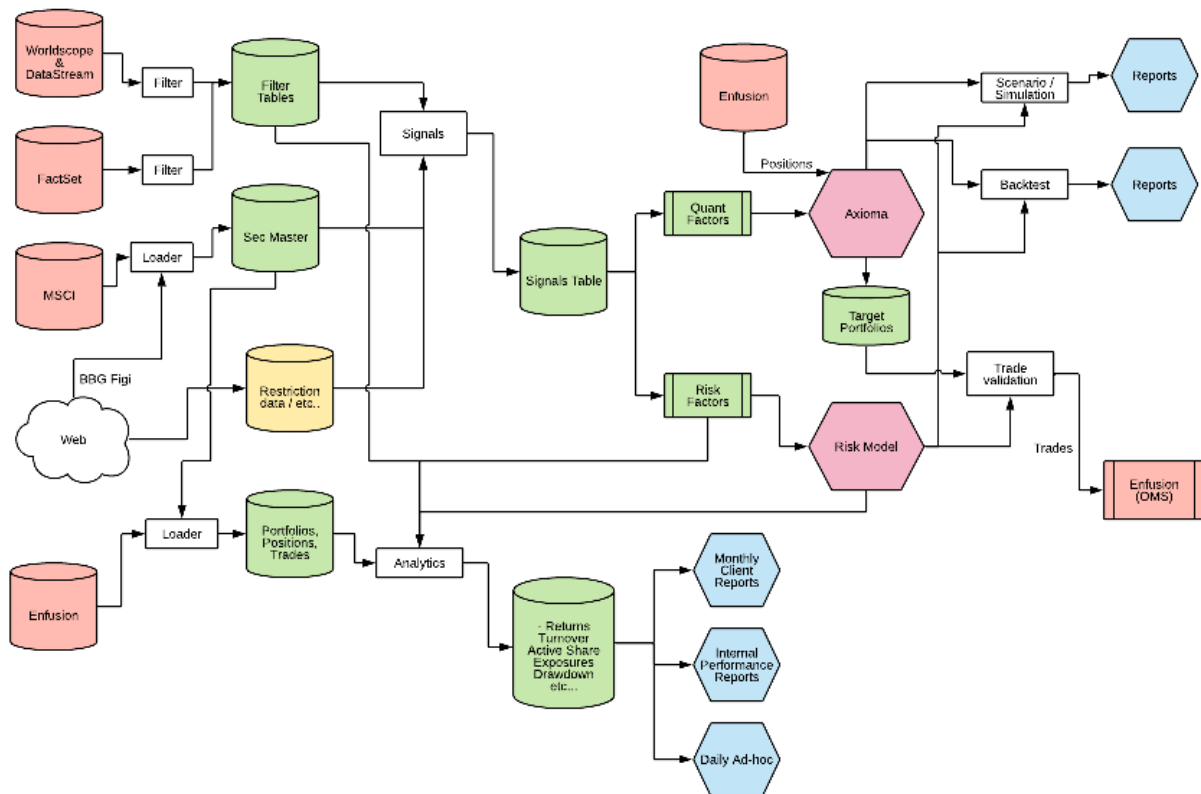 Worldscope
&
DataStream
Filter
Filter
Tables
Signals
Enfusion
Scenario /
Simulation
Reports
FactSet
Filter
Positions
Quant
Factors
Axioma
Backtest
Reports
MSCI
Loader
Sec Master
Signals Table
Target
Portfolios
BBG Figi
Web
Restriction
data / etc..
Risk
Factors
Risk Model
Trade
validation
Trades
Enfusion
(OMS)
Enfusion
Loader
Portfolios,
Positions,
Trades
Analytics
- Returns
Turnover
Active Share
Exposures
Drawdown
etc...
Monthly
Client
Reports
Internal
Performance
Reports
Daily Ad-hoc